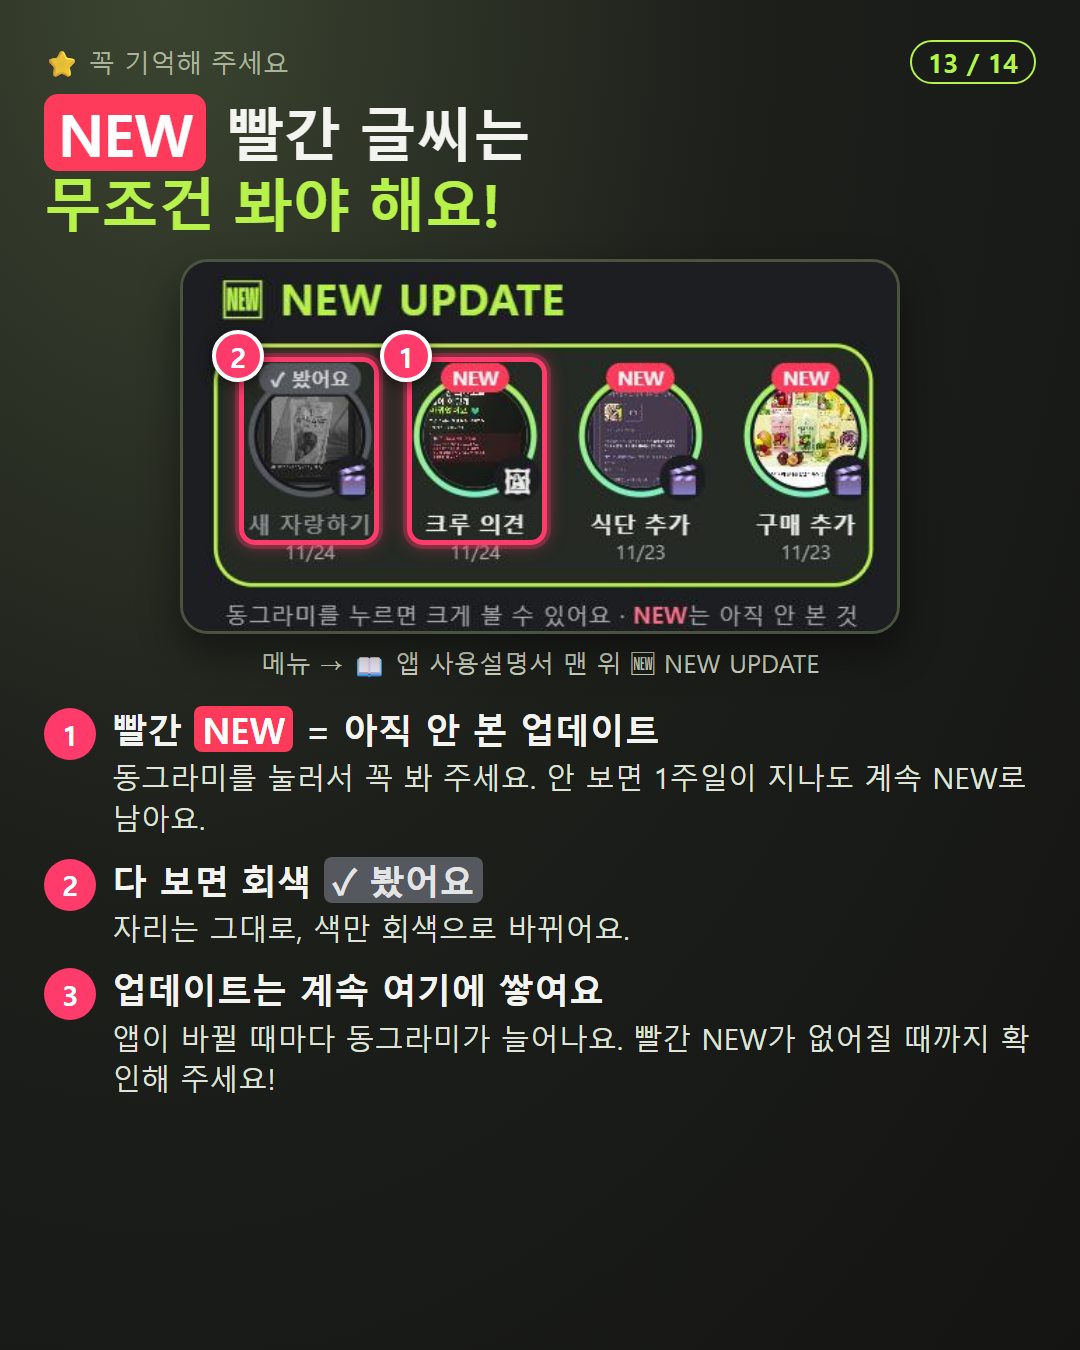 ⭐ 꼭 기억해 주세요
13 / 14
NEW 빨간 글씨는
무조건 봐야 해요!
🆕 NEW UPDATE
2
1
✓ 봤어요
NEW
NEW
NEW
새 자랑하기
크루 의견
식단 추가
구매 추가
11/24
11/24
11/23
11/23
동그라미를 누르면 크게 볼 수 있어요 · NEW는 아직 안 본 것
메뉴 → 📖 앱 사용설명서 맨 위 🆕 NEW UPDATE
1 빨간 NEW = 아직 안 본 업데이트
동그라미를 눌러서 꼭 봐 주세요. 안 보면 1주일이 지나도 계속 NEW로
남아요.
2 다 보면 회색 ✓ 봤어요
자리는 그대로, 색만 회색으로 바뀌어요.
3 업데이트는 계속 여기에 쌓여요
앱이 바뀔 때마다 동그라미가 늘어나요. 빨간 NEW가 없어질 때까지 확
인해 주세요!